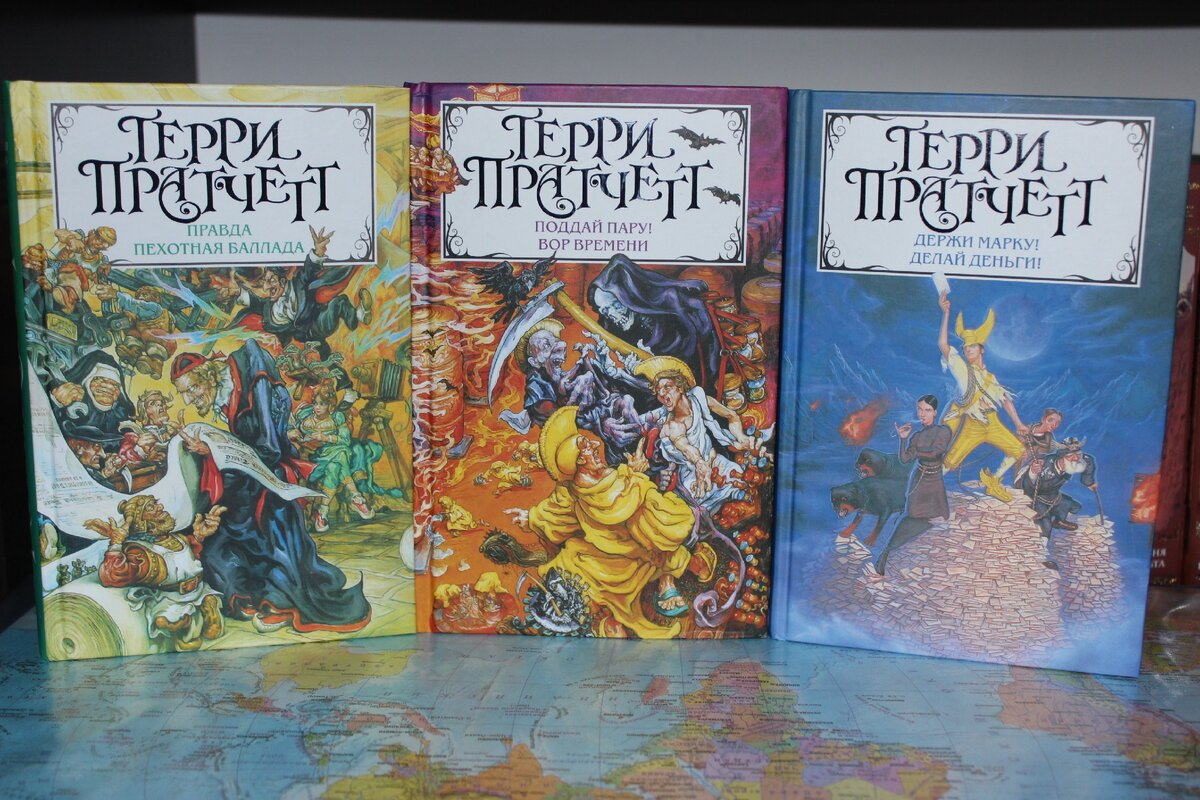 ТЕРРИ
ПРАТЧЕТТ
ПРАВДА
ПЕХОТНАЯ БАЛЛАДА
ТЕРРИ
ПРАТЧЕТТ
ПОДДАЙ ПАРУ!
ВОР ВРЕМЕНИ
ТЕРРИ
ПРАТЧЕТТ
ДЕРЖИ МАРКУ!
ДЕЛАЙ ДЕНЬГИ!